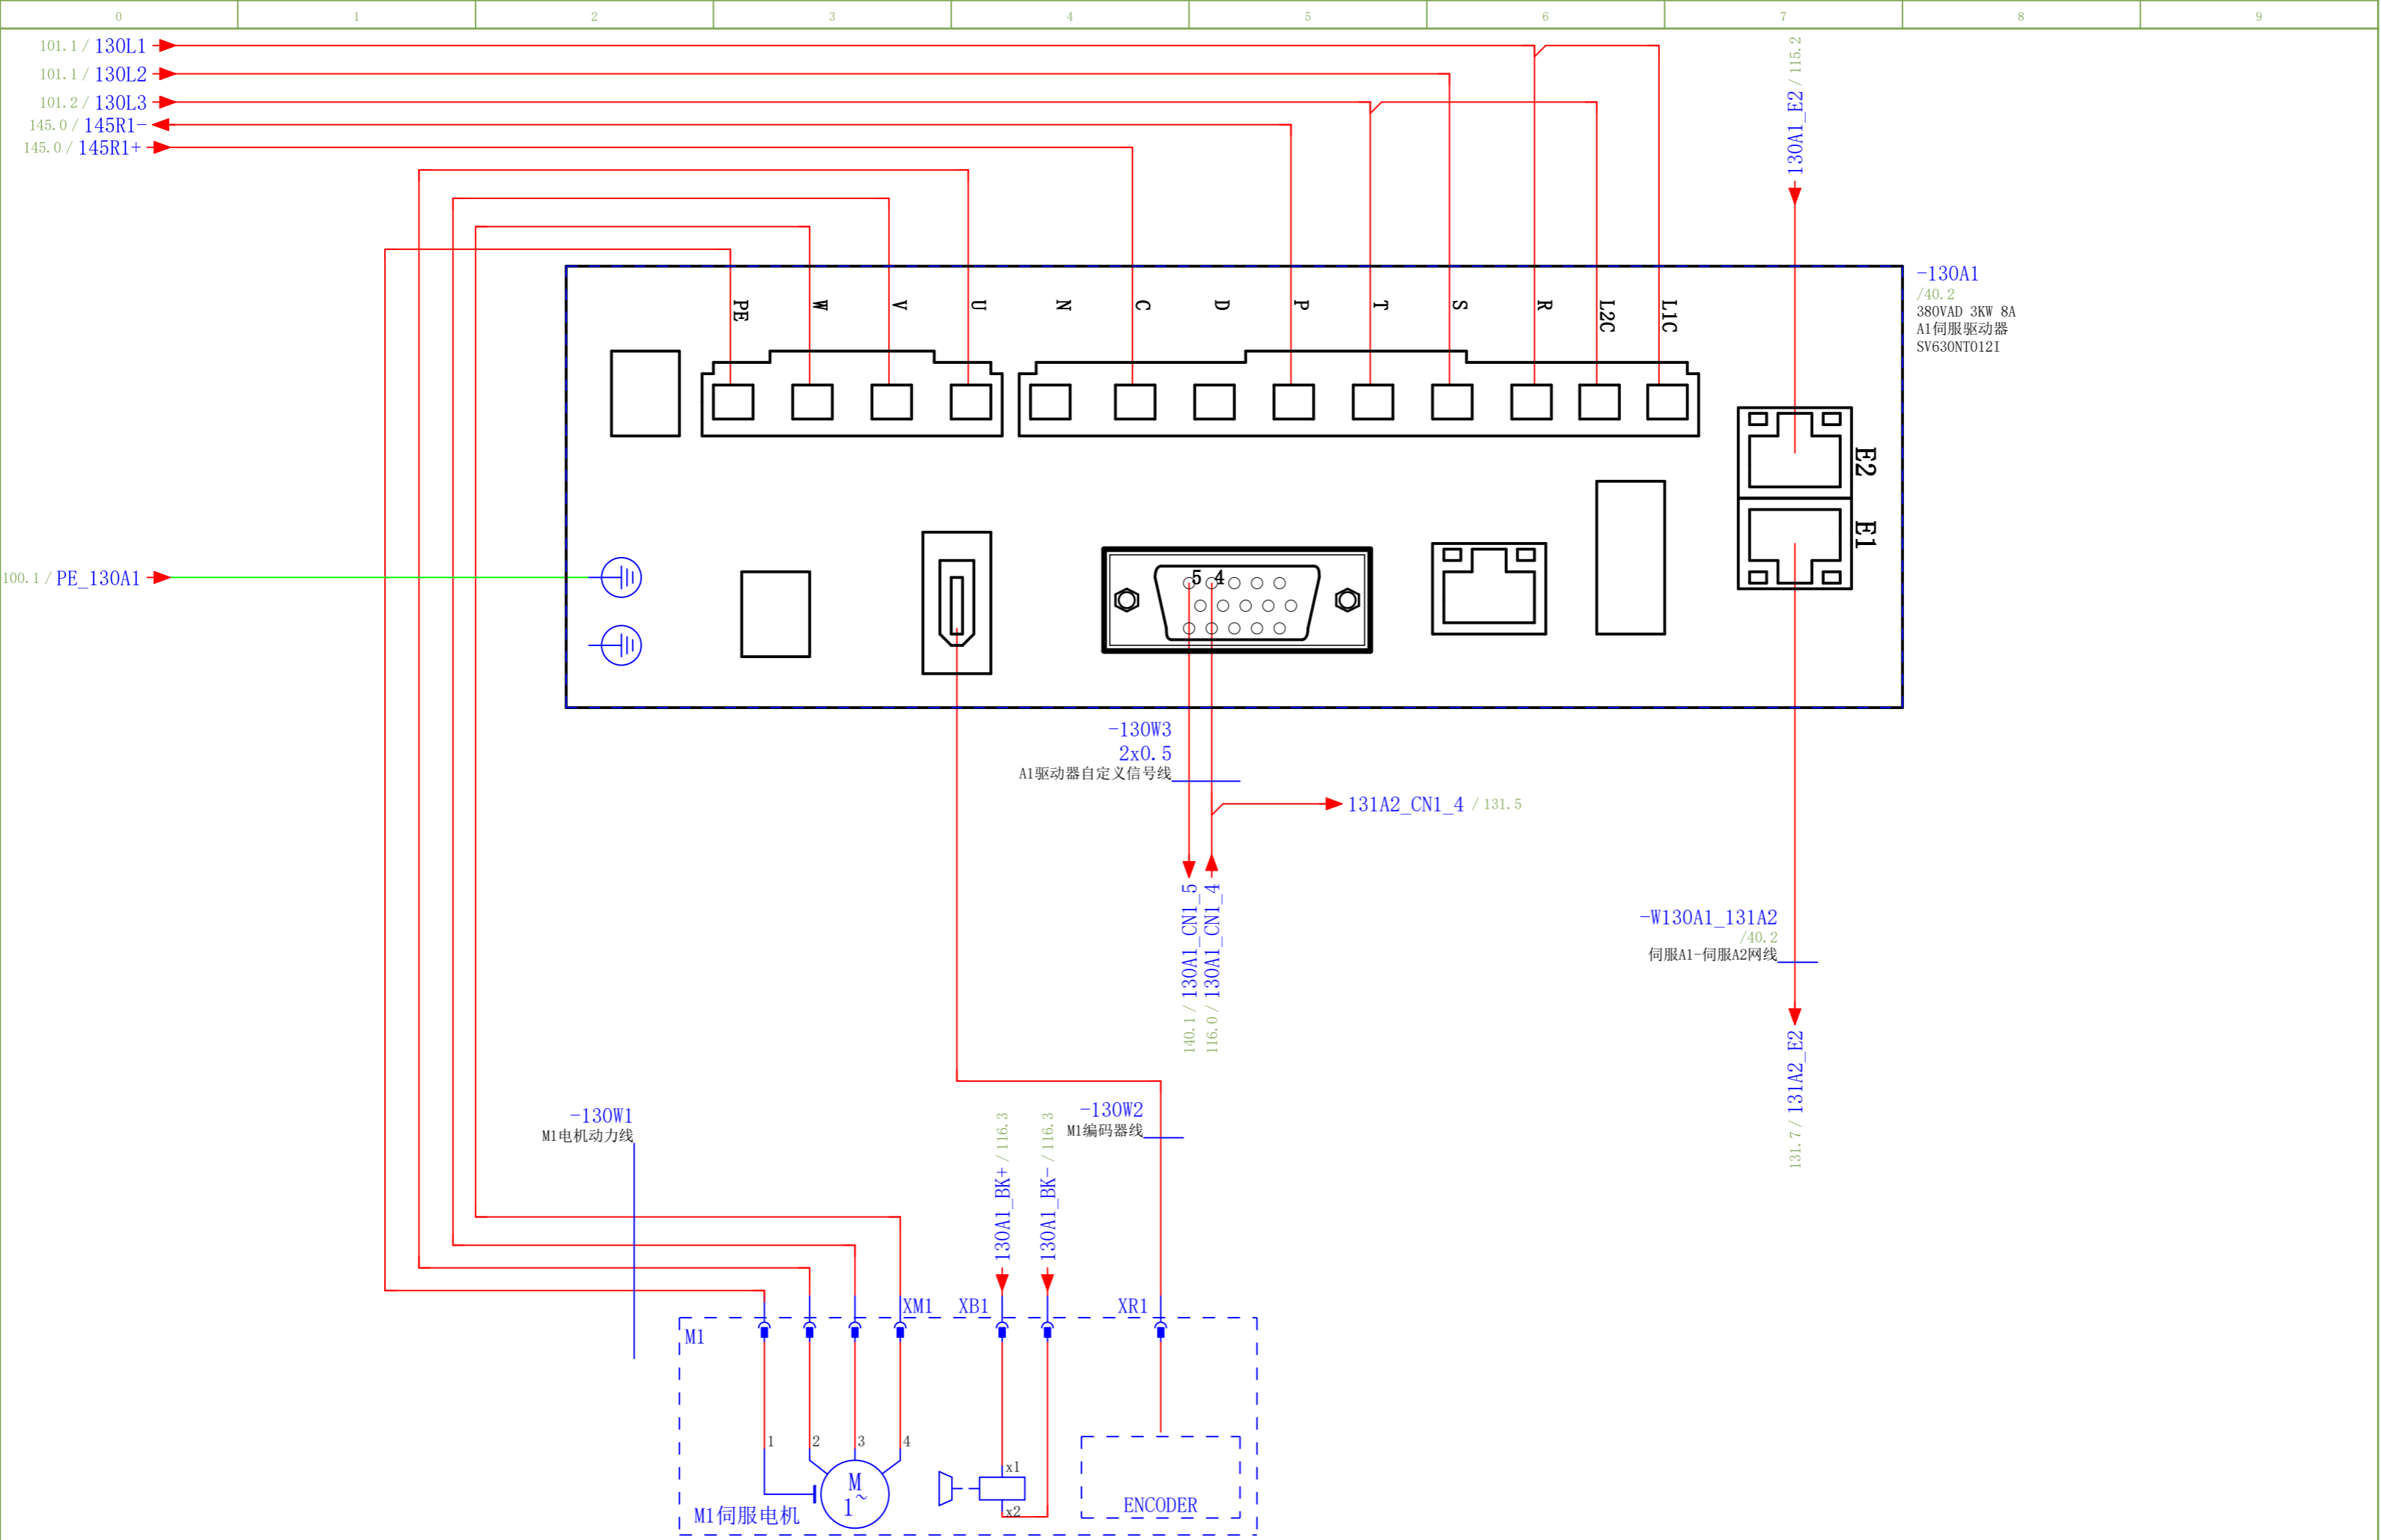 0 1 2 3 4 5 6 7 8 9
101.1 / 130L1
101.1 / 130L2
101.2 / 130L3
145.0 / 145R1-
145.0 / 145R1+
130A1_E2 / 115.2
-130A1
/40.2
380VAD 3KW 8A
A1伺服驱动器
SV630NT012I
PE W V U N C D P T S R L2C L1C
E2
E1
100.1 / PE_130A1
5 4
-130W3
2x0.5
A1驱动器自定义信号线
131A2_CN1_4 / 131.5
140.1 / 130A1_CN1_5
116.0 / 130A1_CN1_4
-W130A1_131A2
/40.2
伺服A1-伺服A2网线
131.7 / 131A2_E2
-130W1
M1电机动力线
130A1_BK+ / 116.3
130A1_BK- / 116.3
-130W2
M1编码器线
XM1 XB1 XR1
M1
1 2 3 4
x1
x2
M
1~
M1伺服电机
ENCODER